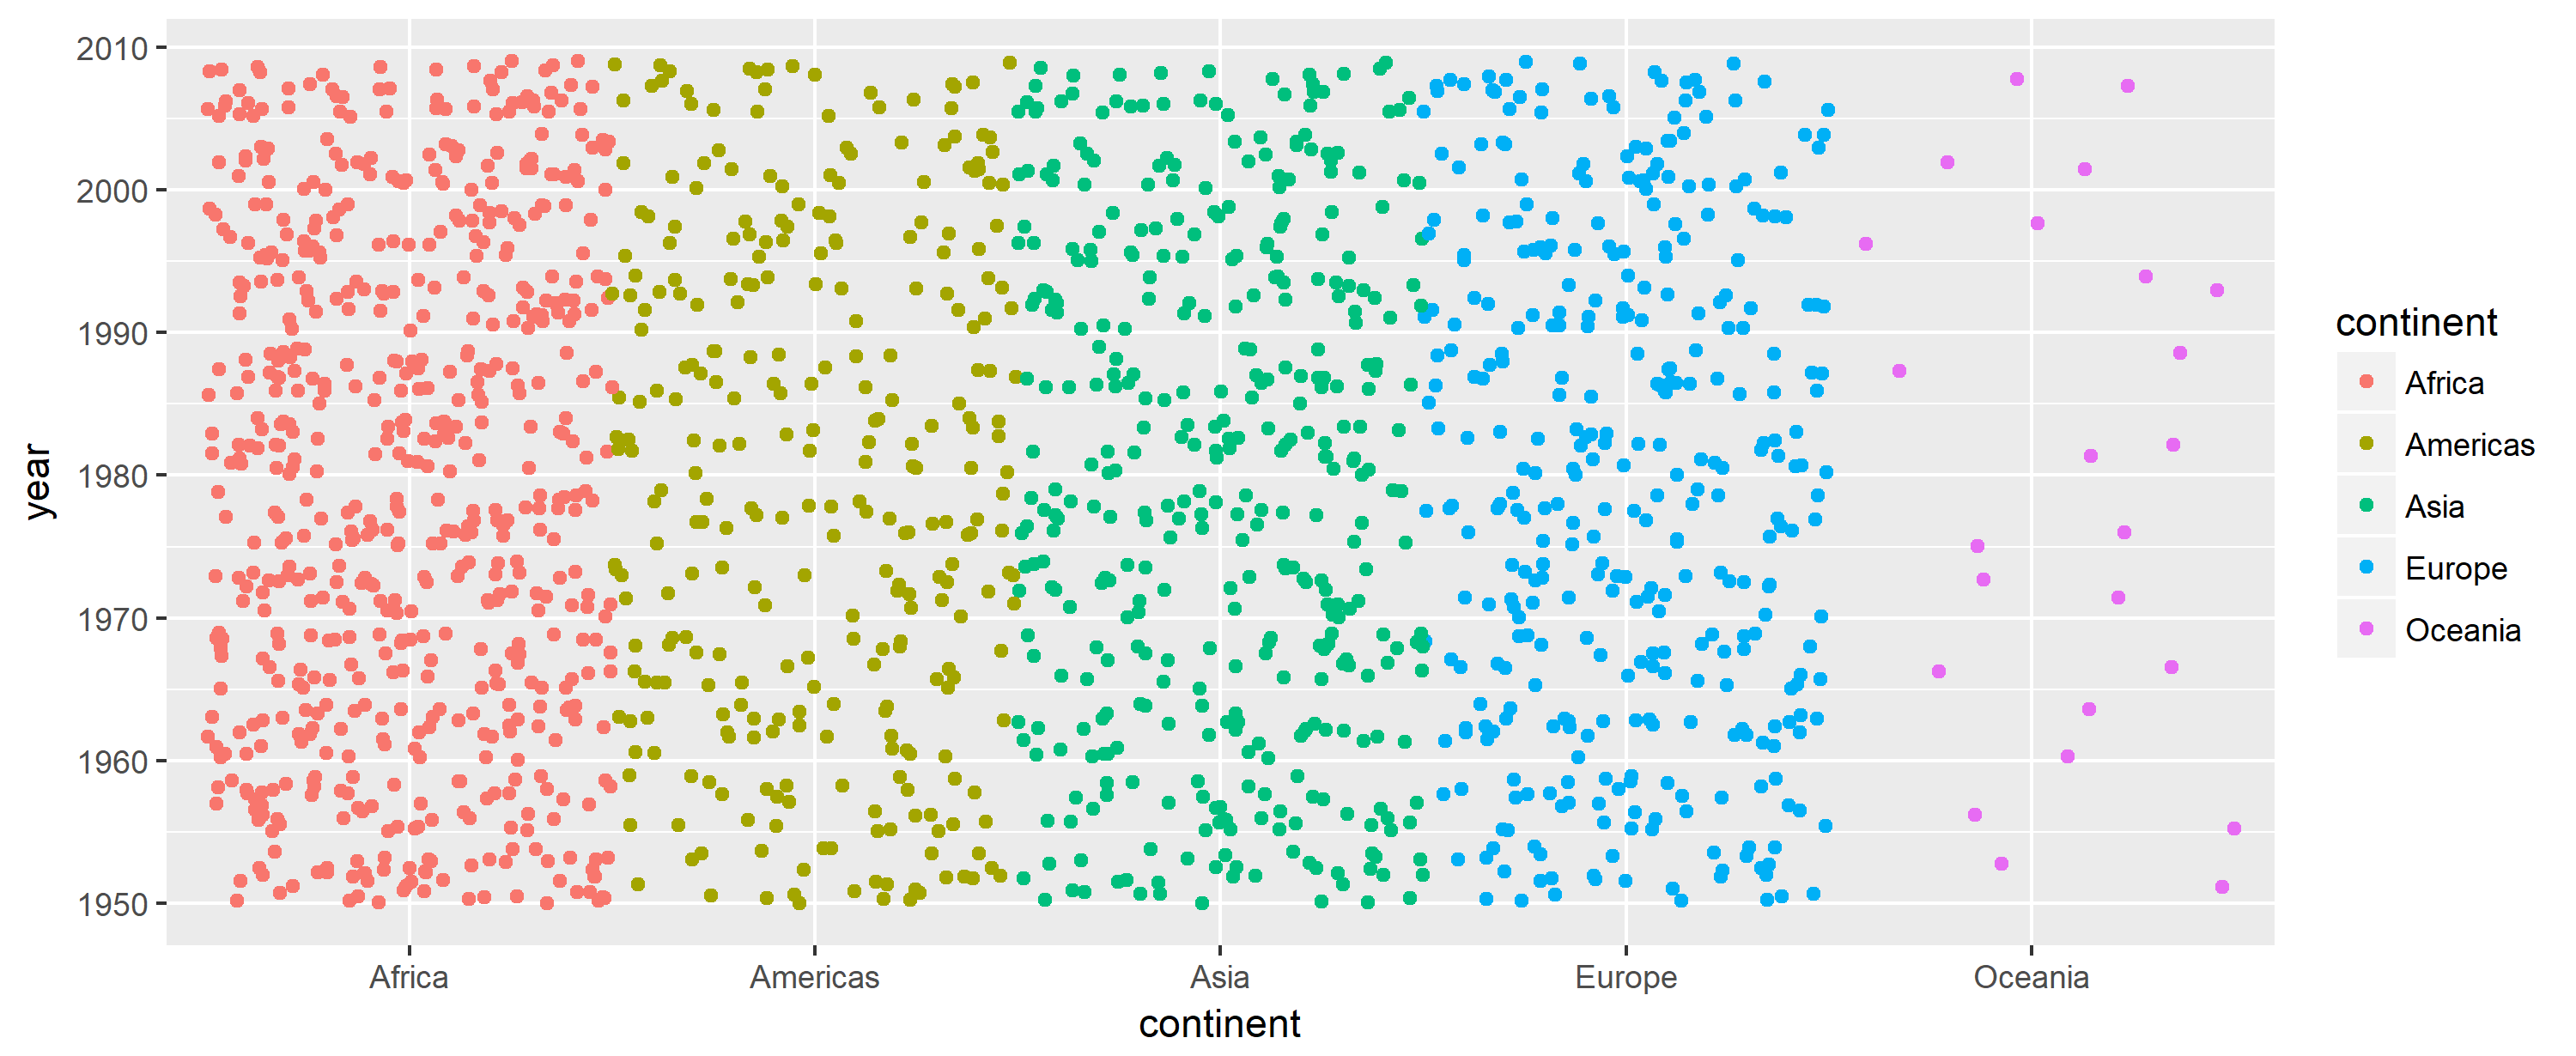 year
2010
2000
1990
1980
1970
1960
1950
Africa
Americas
Asia
Europe
Oceania
continent
continent
Africa
Americas
Asia
Europe
Oceania